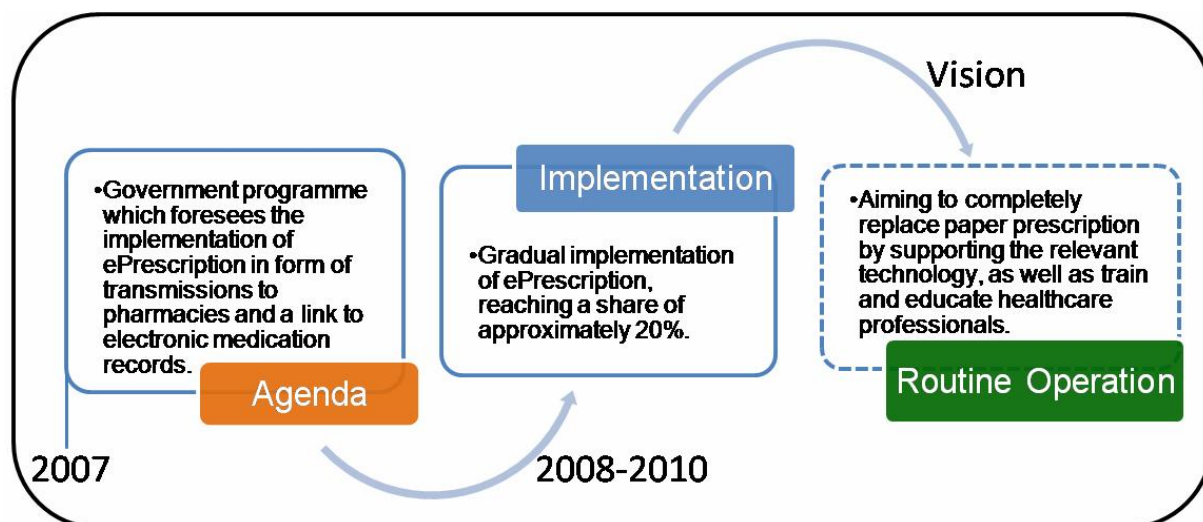 •Government programme
which foresees the
implementation of
ePrescription in form of
transmissions to
pharmacies and a link to
electronic medication
records.
Agenda
2007
Implementation
•Gradual implementation
of ePrescription,
reaching a share of
approximately 20%.
2008-2010
Vision
•Aiming to completely
replace paper prescription
by supporting the relevant
technology, as well as train
and educate healthcare
professionals.
Routine Operation